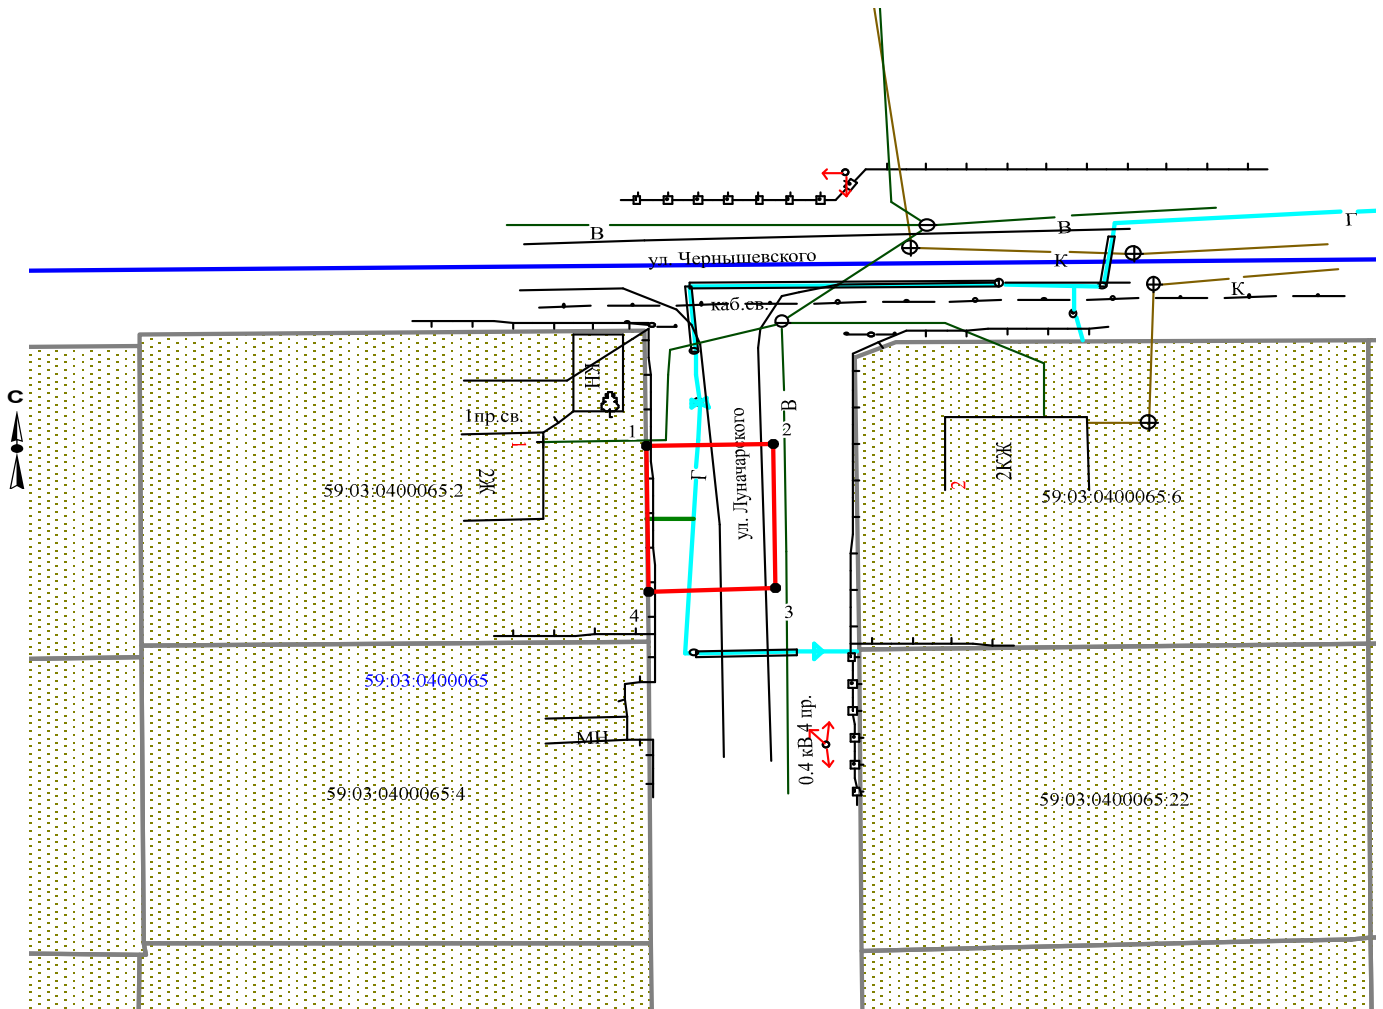 В
В
Г
ул. Чернышевского
К
К
каб.св.
НЖ
С
1пр.св.
1
1
2
В
2Ж
59:03:0400065:2
Г
ул. Луначарского
2
2КЖ
59:03:0400065:6
4
3
59:03:0400065
МН
0.4 кВ 4 пр.
59:03:0400065:4
59:03:0400065:22